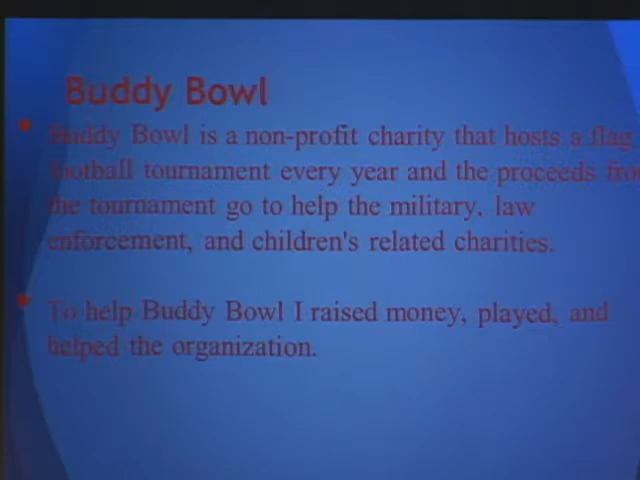 Buddy Bowl
Buddy Bowl is a non-profit charity that hosts a flag
football tournament every year and the proceeds from
the tournament go to help the military, law
enforcement, and children's related charities.
To help Buddy Bowl I raised money, played, and
helped the organization.